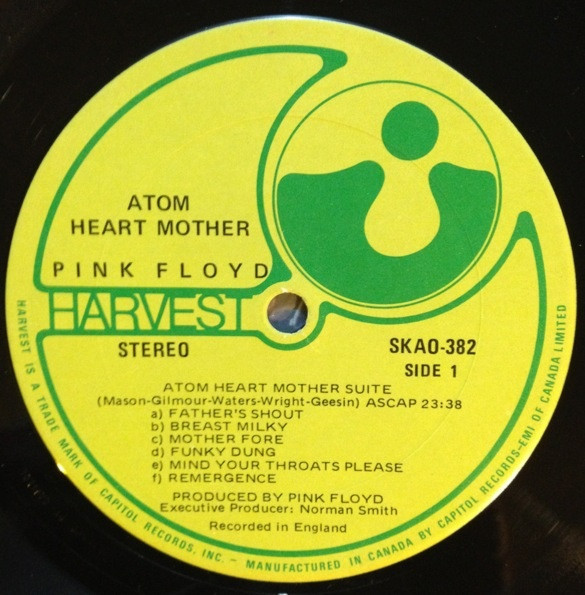 ATOM
HEART MOTHER
PINK FLOYD
HARVEST
STEREO
SKAO-382
SIDE 1
ATOM HEART MOTHER SUITE
(Mason-Gilmour-Waters-Wright-Geesin) ASCAP 23:38
a) FATHER'S SHOUT
b) BREAST MILKY
c) MOTHER FORE
d) FUNKY DUNG
e) MIND YOUR THROATS PLEASE
f) REMERGENCE
PRODUCED BY PINK FLOYD
Executive Producer: Norman Smith
Recorded in England
HARVEST IS A TRADE MARK OF CAPITOL RECORDS, INC. – MANUFACTURED IN CANADA BY CAPITOL RECORDS-EMI OF CANADA LIMITED